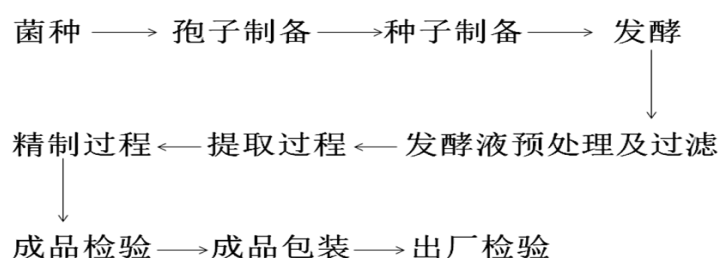 菌种 → 孢子制备 → 种子制备 → 发酵
精制过程 ← 提取过程 ← 发酵液预处理及过滤
成品检验 → 成品包装 → 出厂检验